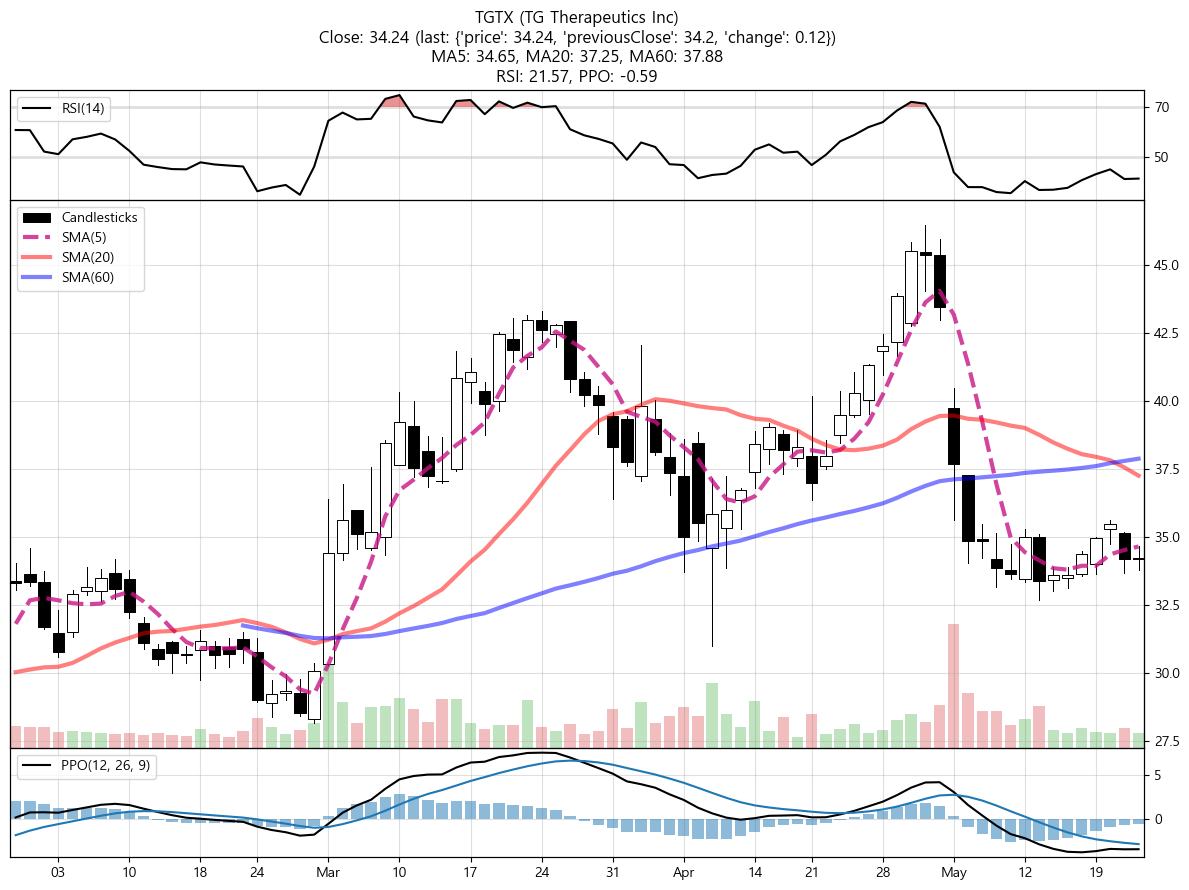 TGTX (TG Therapeutics Inc)
Close: 34.24 (last: {'price': 34.24, 'previousClose': 34.2, 'change': 0.12})
MA5: 34.65, MA20: 37.25, MA60: 37.88
RSI: 21.57, PPO: -0.59
RSI(14)
70
50
Candlesticks
SMA(5)
SMA(20)
SMA(60)
45.0
42.5
40.0
37.5
35.0
32.5
30.0
27.5
PPO(12, 26, 9)
5
0
03 10 18 24 Mar 10 17 24 31 Apr 14 21 28 May 12 19